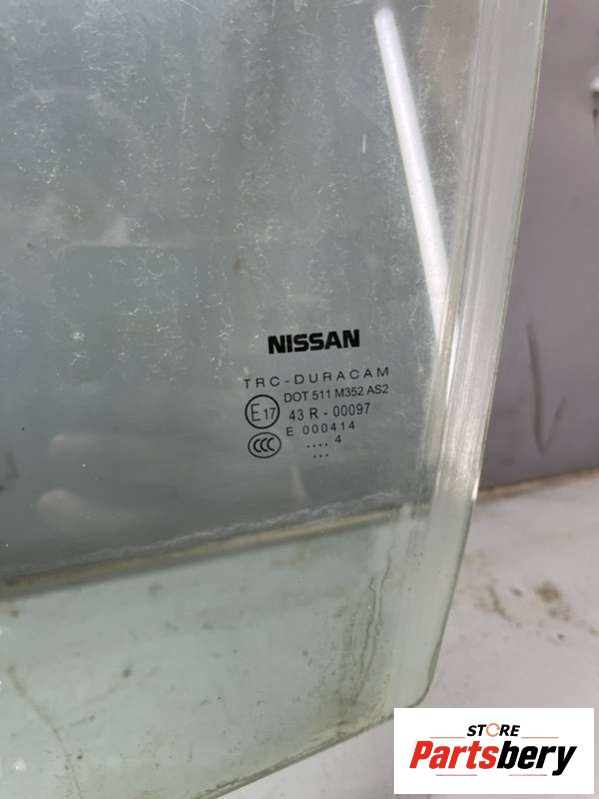 NISSAN
TRC-DURACAM
DOT 511 M352 AS2
E17 43 R - 00097
CCC E 000414
.... 4
...
STORE
Partsbery